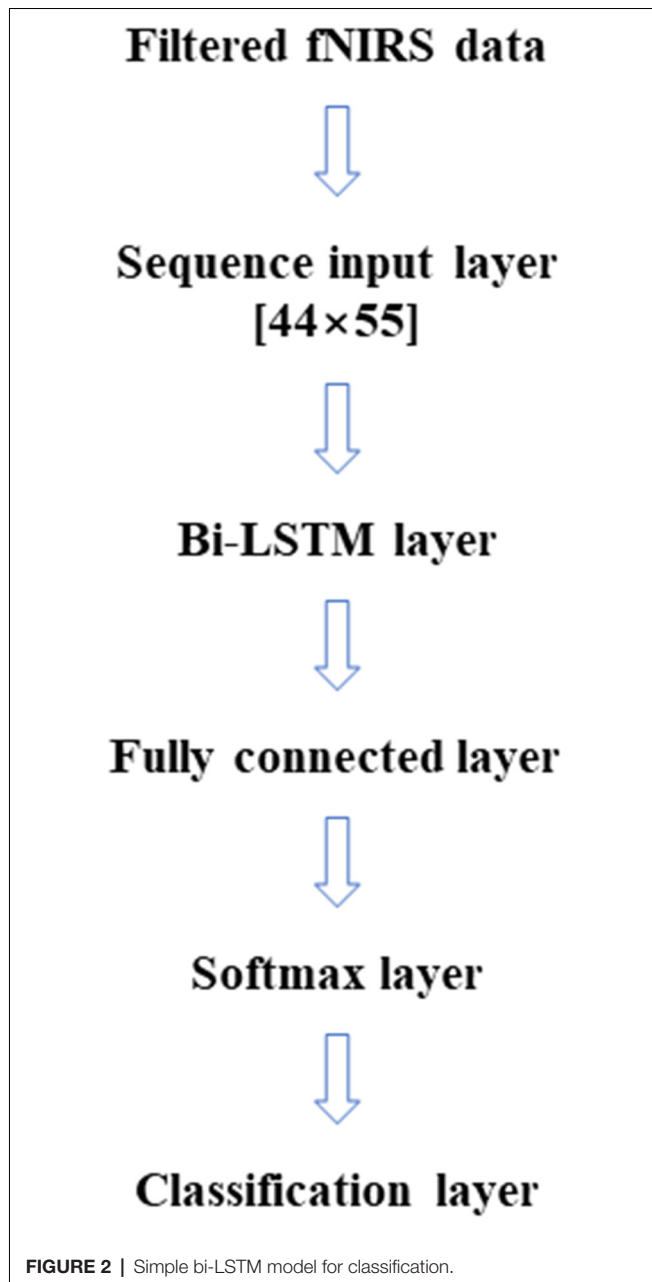 Filtered fNIRS data
Sequence input layer
[44×55]
Bi-LSTM layer
Fully connected layer
Softmax layer
Classification layer
FIGURE 2 | Simple bi-LSTM model for classification.